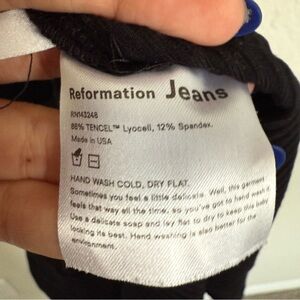 Reformation Jeans
RN143248
88% TENCEL™ Lyocell, 12% Spandex.
Made in USA
HAND WASH COLD, DRY FLAT.
Sometimes you feel a little delicate. Well, this garment
feels that way all the time, so you've got to hand wash it.
Use a delicate soap and lay flat to dry to keep this baby
looking its best. Hand washing is also better for the
environment.